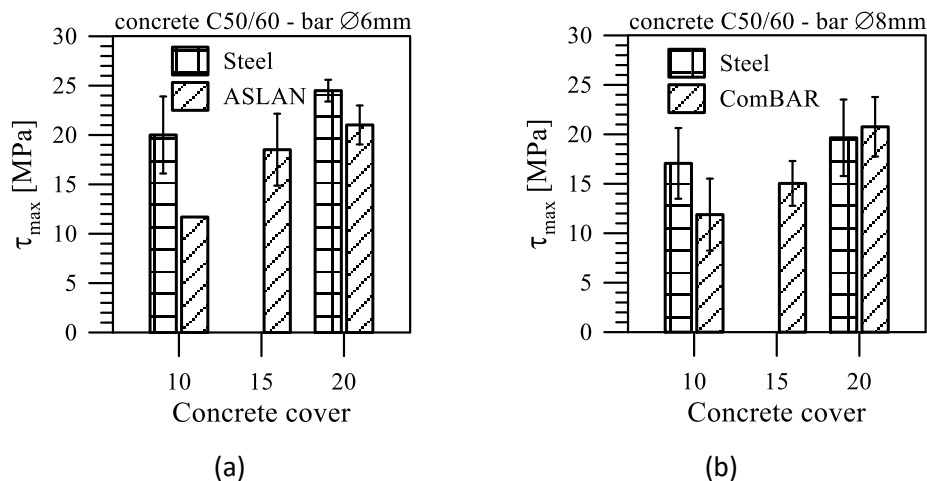 concrete C50/60 - bar ∅6mm
30
25
20
15
10
5
0
τmax [MPa]
Steel
ASLAN
10 15 20
Concrete cover
(a)
concrete C50/60 - bar ∅8mm
30
25
20
15
10
5
0
τmax [MPa]
Steel
ComBAR
10 15 20
Concrete cover
(b)